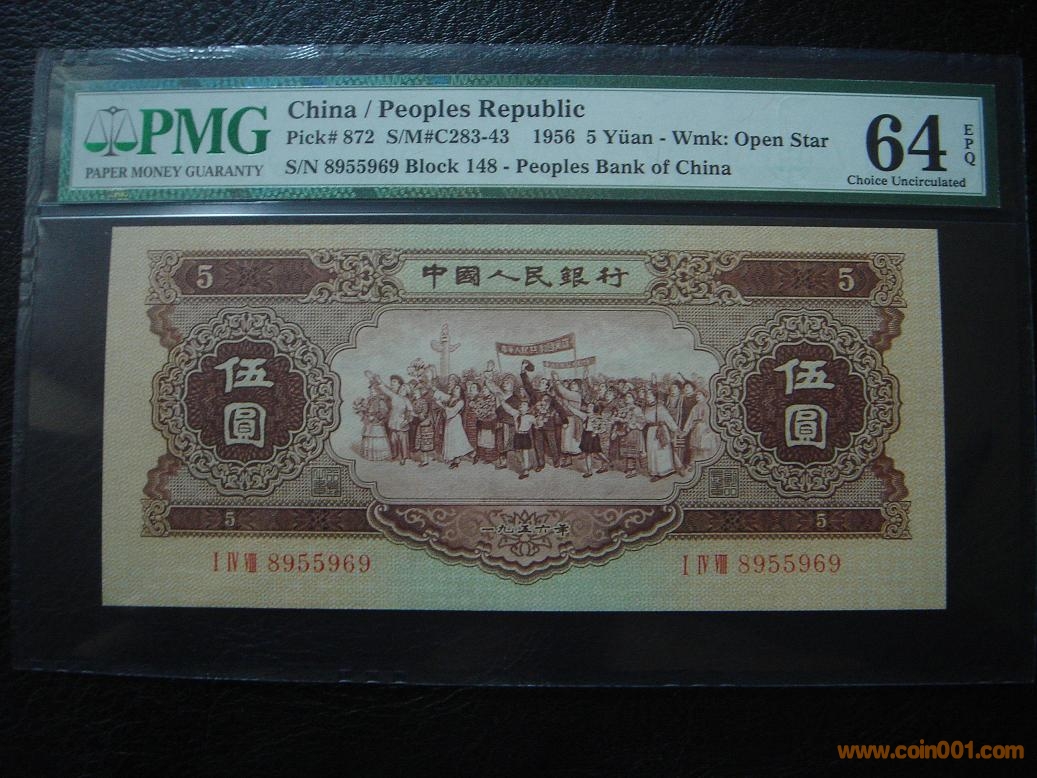 PMG
PAPER MONEY GUARANTY
China / Peoples Republic
Pick# 872 S/M#C283-43 1956 5 Yüan - Wmk: Open Star
S/N 8955969 Block 148 - Peoples Bank of China
64
EPQ
Choice Uncirculated
中國人民銀行
5
5
伍圓
伍圓
5
5
一九五六年
I IV VIII 8955969
I IV VIII 8955969
www.coin001.com